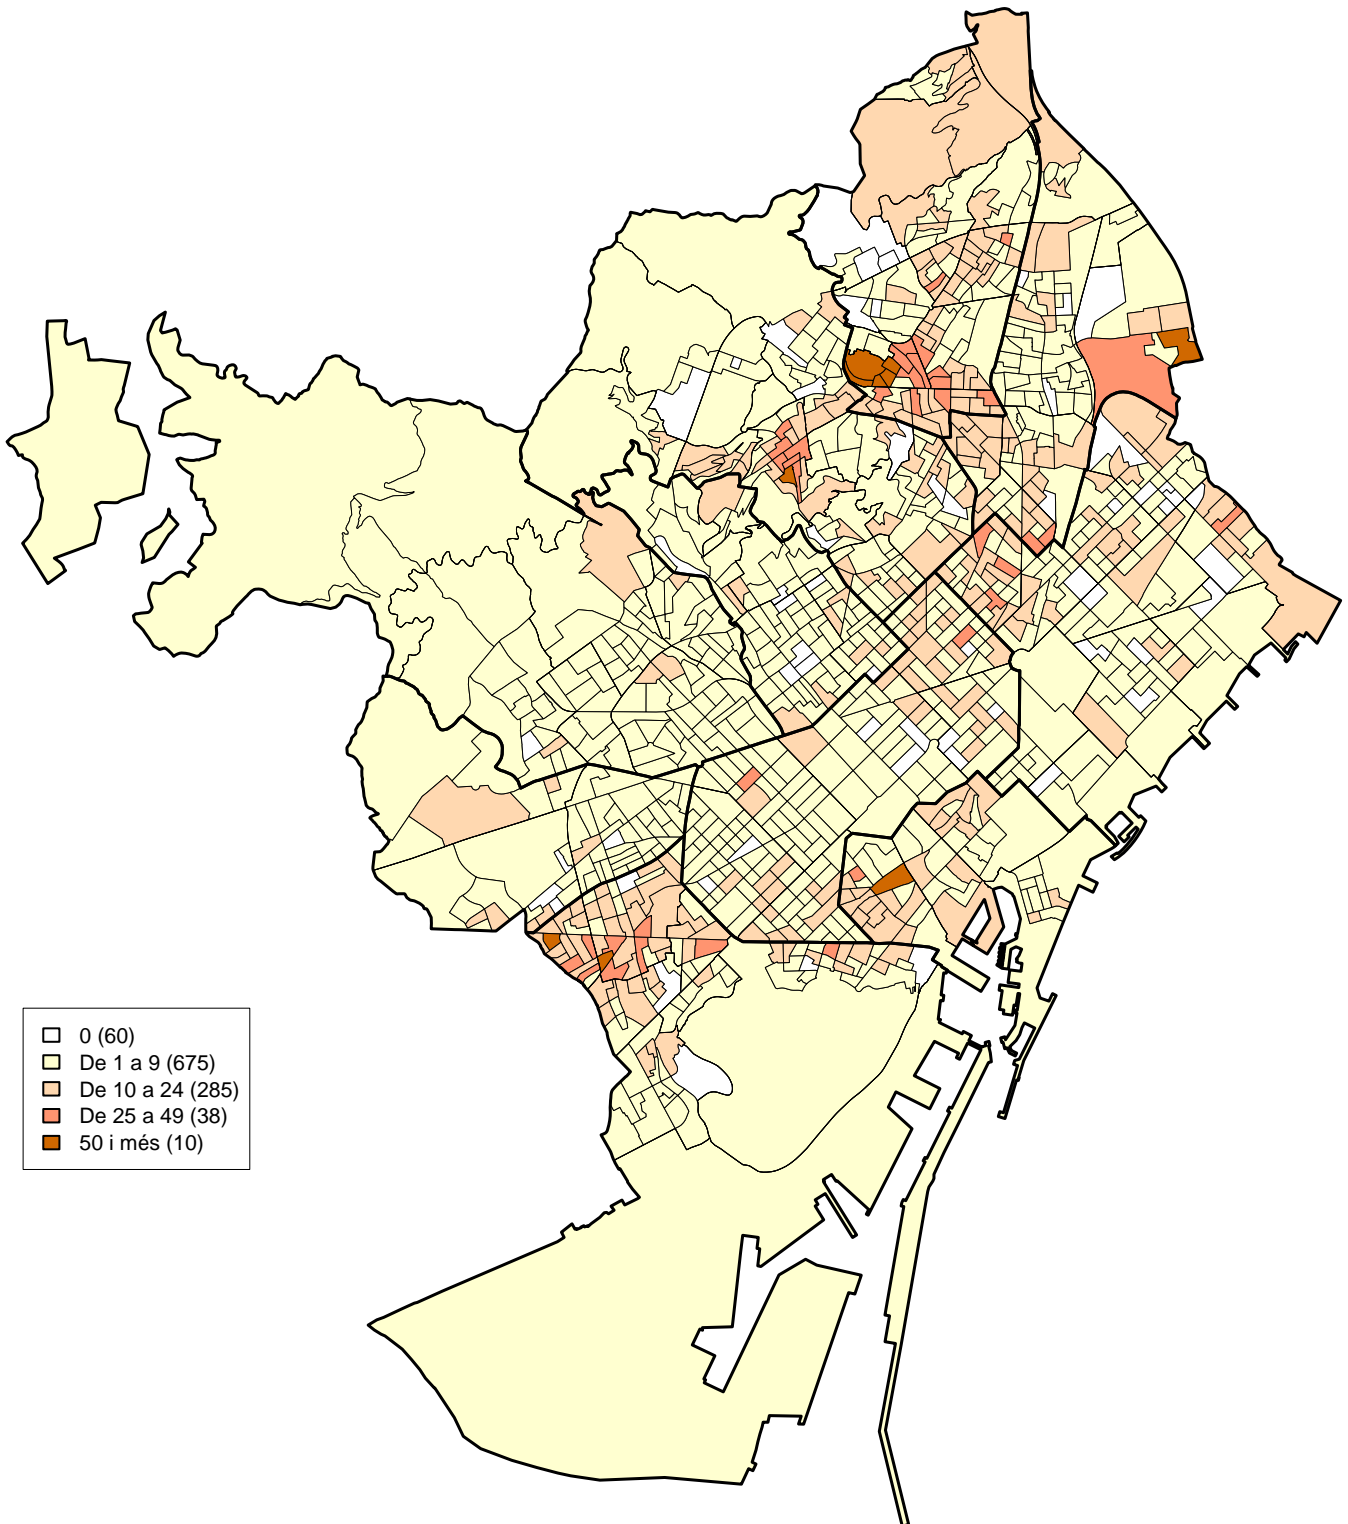 0 (60)
De 1 a 9 (675)
De 10 a 24 (285)
De 25 a 49 (38)
50 i més (10)